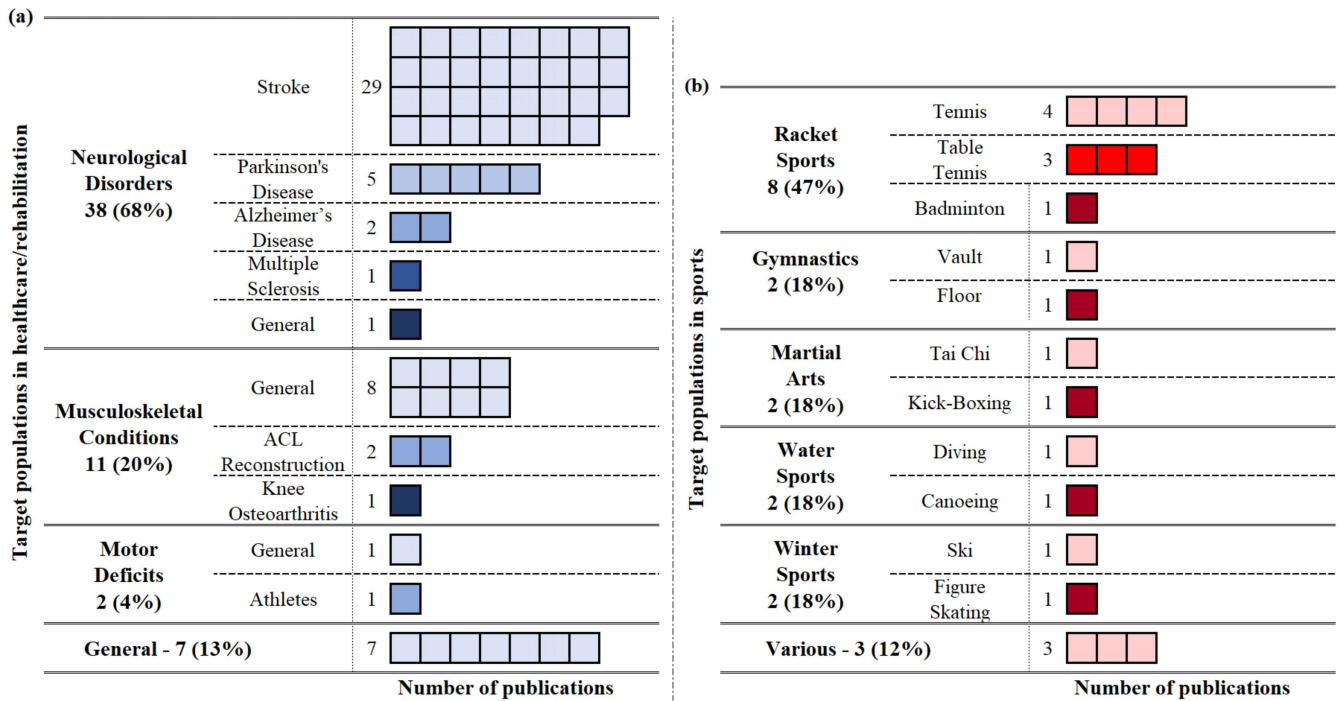 (a)
Target populations in healthcare/rehabilitation
Neurological
Disorders
38 (68%)
Stroke
29
Parkinson's
Disease
5
Alzheimer’s
Disease
2
Multiple
Sclerosis
1
General
1
Musculoskeletal
Conditions
11 (20%)
General
8
ACL
Reconstruction
2
Knee
Osteoarthritis
1
Motor
Deficits
2 (4%)
General
1
Athletes
1
General - 7 (13%)
7
Number of publications
(b)
Target populations in sports
Racket
Sports
8 (47%)
Tennis
4
Table
Tennis
3
Badminton
1
Gymnastics
2 (18%)
Vault
1
Floor
1
Martial
Arts
2 (18%)
Tai Chi
1
Kick-Boxing
1
Water
Sports
2 (18%)
Diving
1
Canoeing
1
Winter
Sports
2 (18%)
Ski
1
Figure
Skating
1
Various - 3 (12%)
3
Number of publications